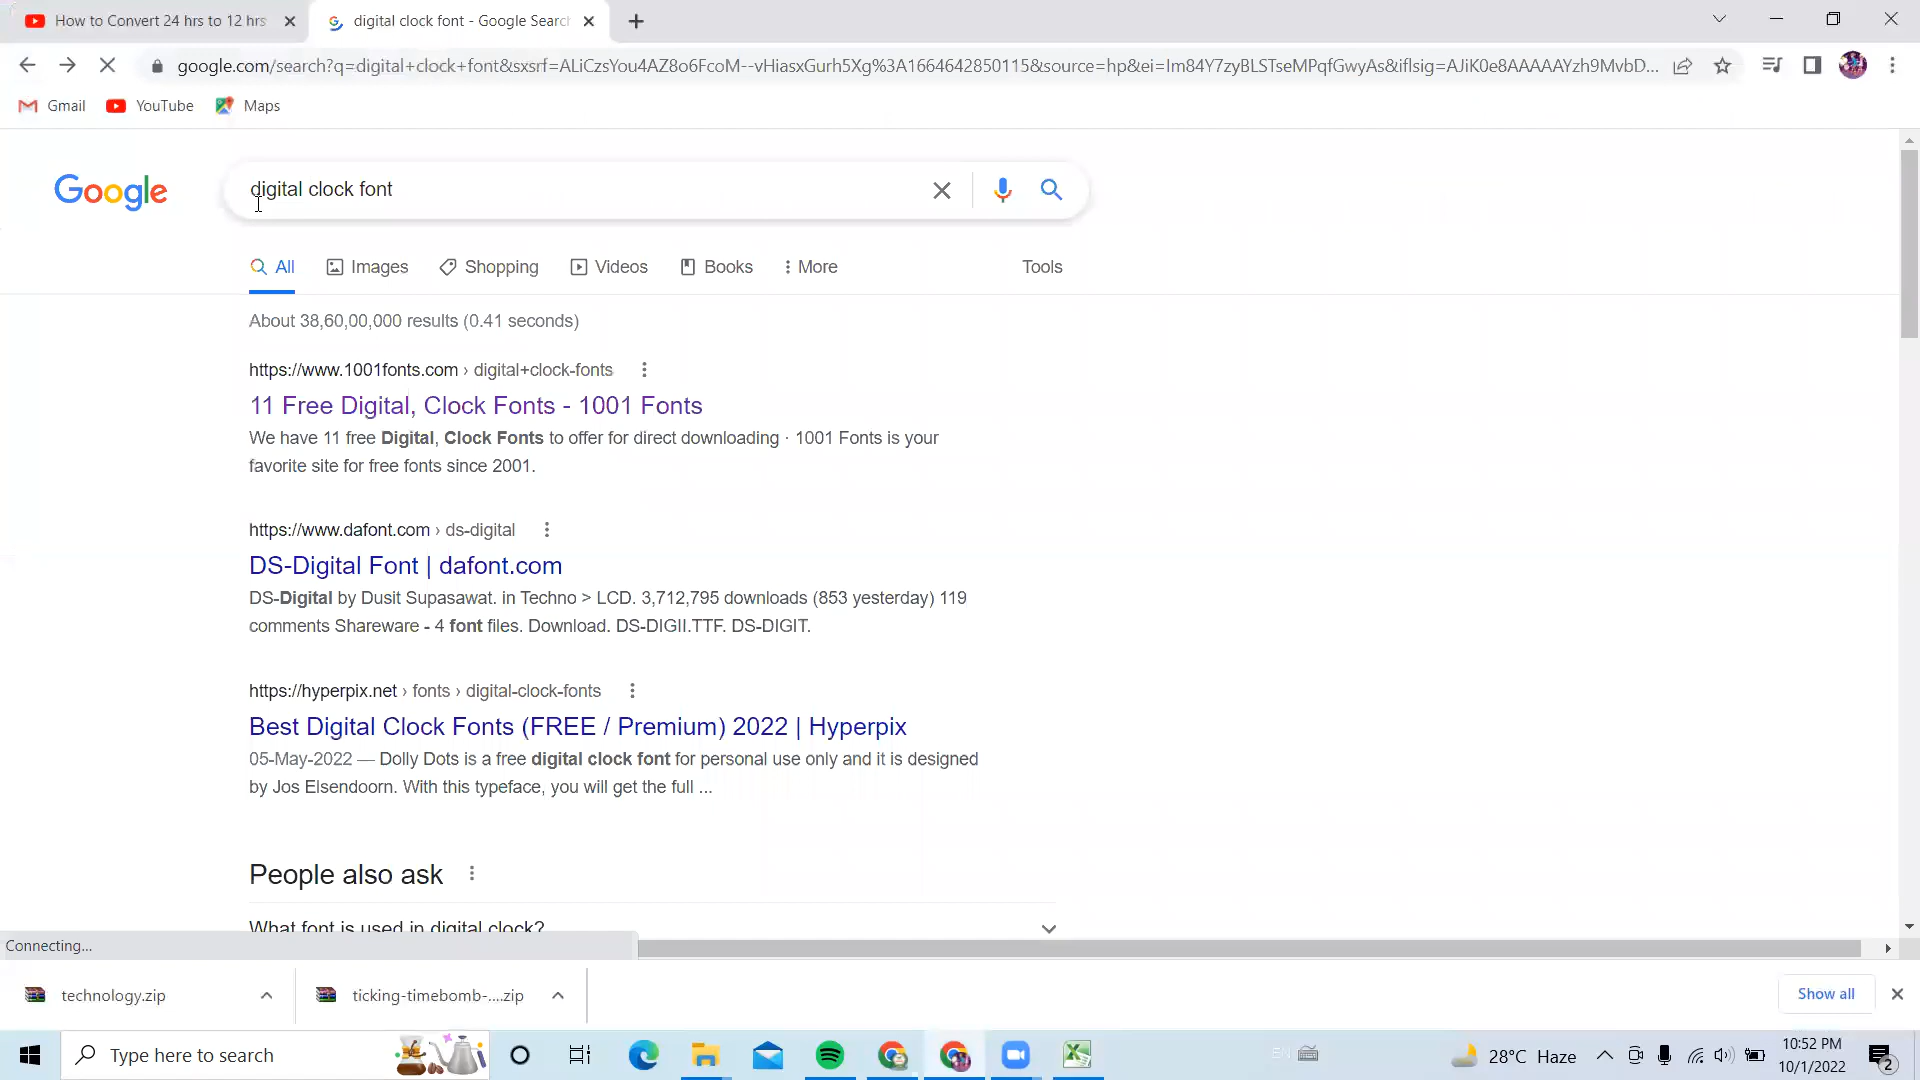 How to Convert 24 hrs to 12 hrs
digital clock font - Google Search
google.com/search?q=digital+clock+font&sxsrf=ALiCzsYou4AZ8o6FcoM--vHiasxGurh5Xg%3A1664642850115&source=hp&ei=Im84Y7zyBLSTseMPqfGwyAs&iflsig=AJiK0e8AAAAAYzh9MvbD...
Gmail
YouTube
Maps
Google
digital clock font
All
Images
Shopping
Videos
Books
More
Tools
About 38,60,00,000 results (0.41 seconds)
https://www.1001fonts.com › digital+clock-fonts
11 Free Digital, Clock Fonts - 1001 Fonts
We have 11 free Digital, Clock Fonts to offer for direct downloading · 1001 Fonts is your
favorite site for free fonts since 2001.
https://www.dafont.com › ds-digital
DS-Digital Font | dafont.com
DS-Digital by Dusit Supasawat. in Techno > LCD. 3,712,795 downloads (853 yesterday) 119
comments Shareware - 4 font files. Download. DS-DIGII.TTF. DS-DIGIT.
https://hyperpix.net › fonts › digital-clock-fonts
Best Digital Clock Fonts (FREE / Premium) 2022 | Hyperpix
05-May-2022 — Dolly Dots is a free digital clock font for personal use only and it is designed
by Jos Elsendoorn. With this typeface, you will get the full ...
People also ask
What font is used in digital clock?
Connecting...
technology.zip
ticking-timebomb-....zip
Show all
Type here to search
EN
28°C Haze
10:52 PM
10/1/2022
2